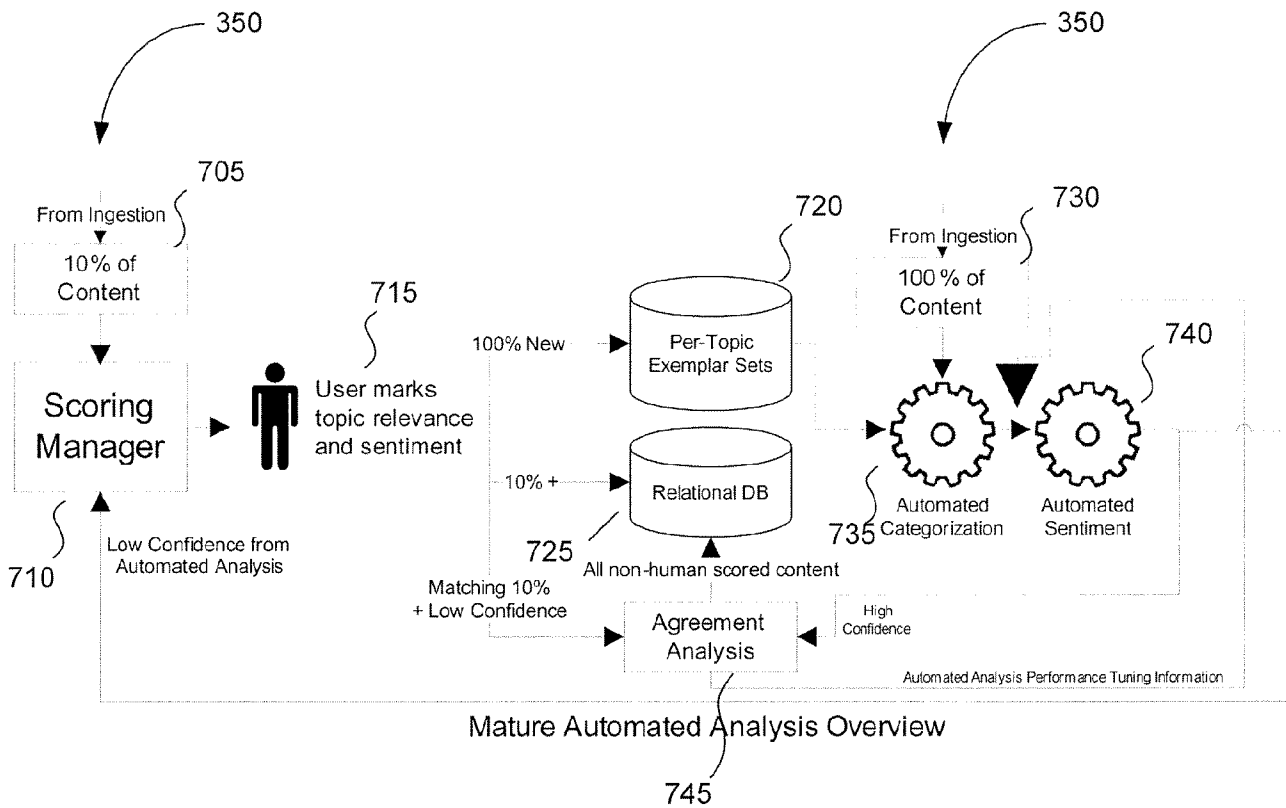 350
350
705
From Ingestion
10% of
Content
715
Scoring
Manager
User marks
topic relevance
and sentiment
710
Low Confidence from
Automated Analysis
720
100% New
Per-Topic
Exemplar Sets
10% +
Relational DB
725
All non-human scored content
Matching 10%
+ Low Confidence
Agreement
Analysis
730
From Ingestion
100 % of
Content
740
735
Automated
Categorization
Automated
Sentiment
High
Confidence
Automated Analysis Performance Tuning Information
Mature Automated Analysis Overview
745